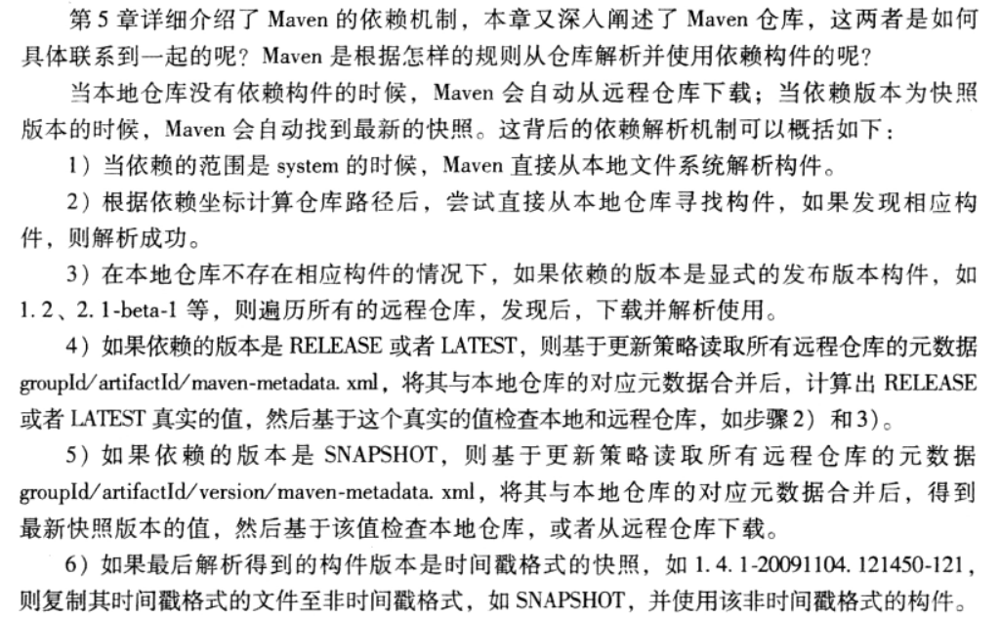 第 5 章详细介绍了 Maven 的依赖机制，本章又深入阐述了 Maven 仓库，这两者是如何
具体联系到一起的呢？Maven 是根据怎样的规则从仓库解析并使用依赖构件的呢？
当本地仓库没有依赖构件的时候，Maven 会自动从远程仓库下载；当依赖版本为快照
版本的时候，Maven 会自动找到最新的快照。这背后的依赖解析机制可以概括如下：
1）当依赖的范围是 system 的时候，Maven 直接从本地文件系统解析构件。
2）根据依赖坐标计算仓库路径后，尝试直接从本地仓库寻找构件，如果发现相应构
件，则解析成功。
3）在本地仓库不存在相应构件的情况下，如果依赖的版本是显式的发布版本构件，如
1.2、2.1-beta-1 等，则遍历所有的远程仓库，发现后，下载并解析使用。
4）如果依赖的版本是 RELEASE 或者 LATEST，则基于更新策略读取所有远程仓库的元数据
groupId/artifactId/maven-metadata.xml，将其与本地仓库的对应元数据合并后，计算出 RELEASE
或者 LATEST 真实的值，然后基于这个真实的值检查本地和远程仓库，如步骤2）和3）。
5）如果依赖的版本是 SNAPSHOT，则基于更新策略读取所有远程仓库的元数据
groupId/artifactId/version/maven-metadata.xml，将其与本地仓库的对应元数据合并后，得到
最新快照版本的值，然后基于该值检查本地仓库，或者从远程仓库下载。
6）如果最后解析得到的构件版本是时间戳格式的快照，如 1.4.1-20091104.121450-121，
则复制其时间戳格式的文件至非时间戳格式，如 SNAPSHOT，并使用该非时间戳格式的构件。